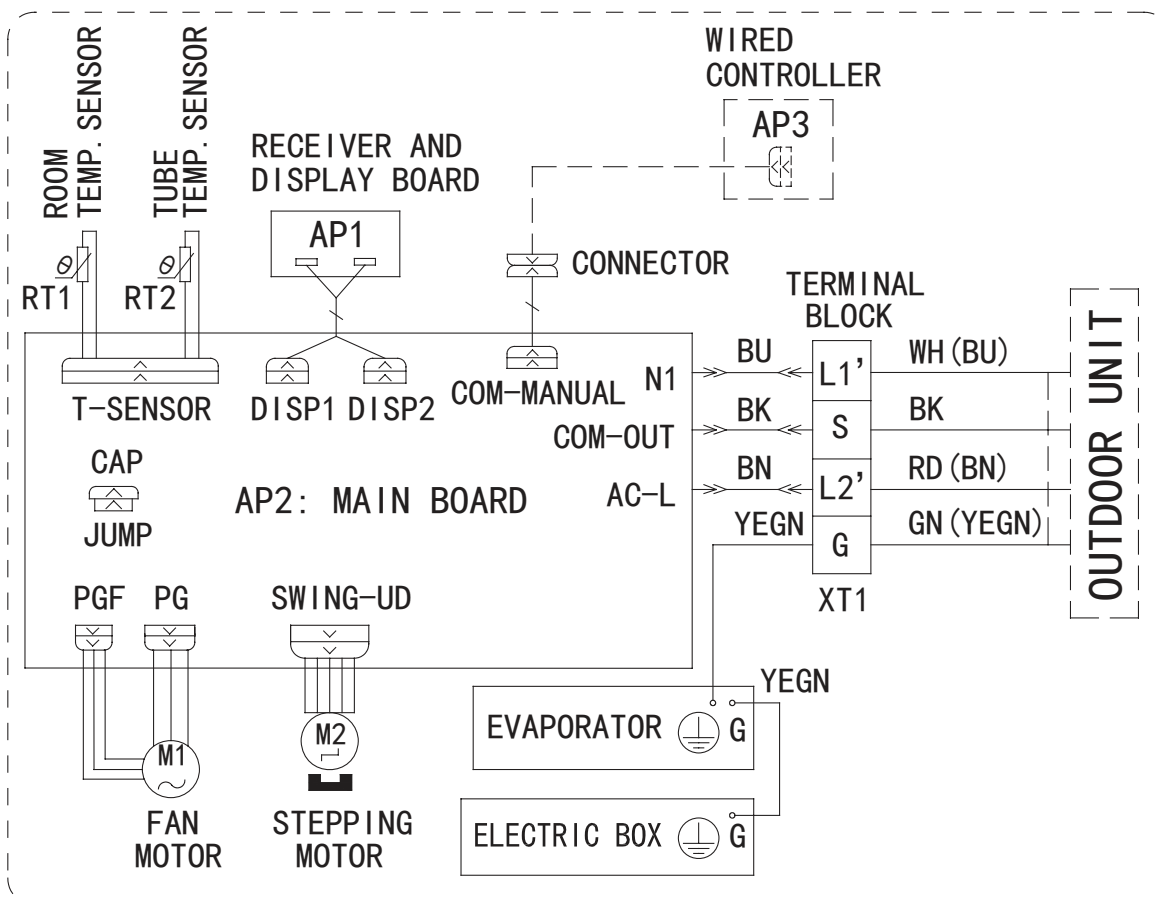 ROOM
TEMP. SENSOR
TUBE
TEMP. SENSOR
θ
RT1
θ
RT2
RECEIVER AND
DISPLAY BOARD
AP1
WIRED
CONTROLLER
AP3
CONNECTOR
TERMINAL
BLOCK
T-SENSOR
DISP1
DISP2
COM-MANUAL
N1
BU
L1’
WH(BU)
COM-OUT
BK
S
BK
AC-L
BN
L2’
RD(BN)
YEGN
G
GN(YEGN)
XT1
OUTDOOR UNIT
CAP
JUMP
AP2: MAIN BOARD
PGF
PG
SWING-UD
M1
FAN
MOTOR
M2
STEPPING
MOTOR
YEGN
EVAPORATOR
G
ELECTRIC BOX
G